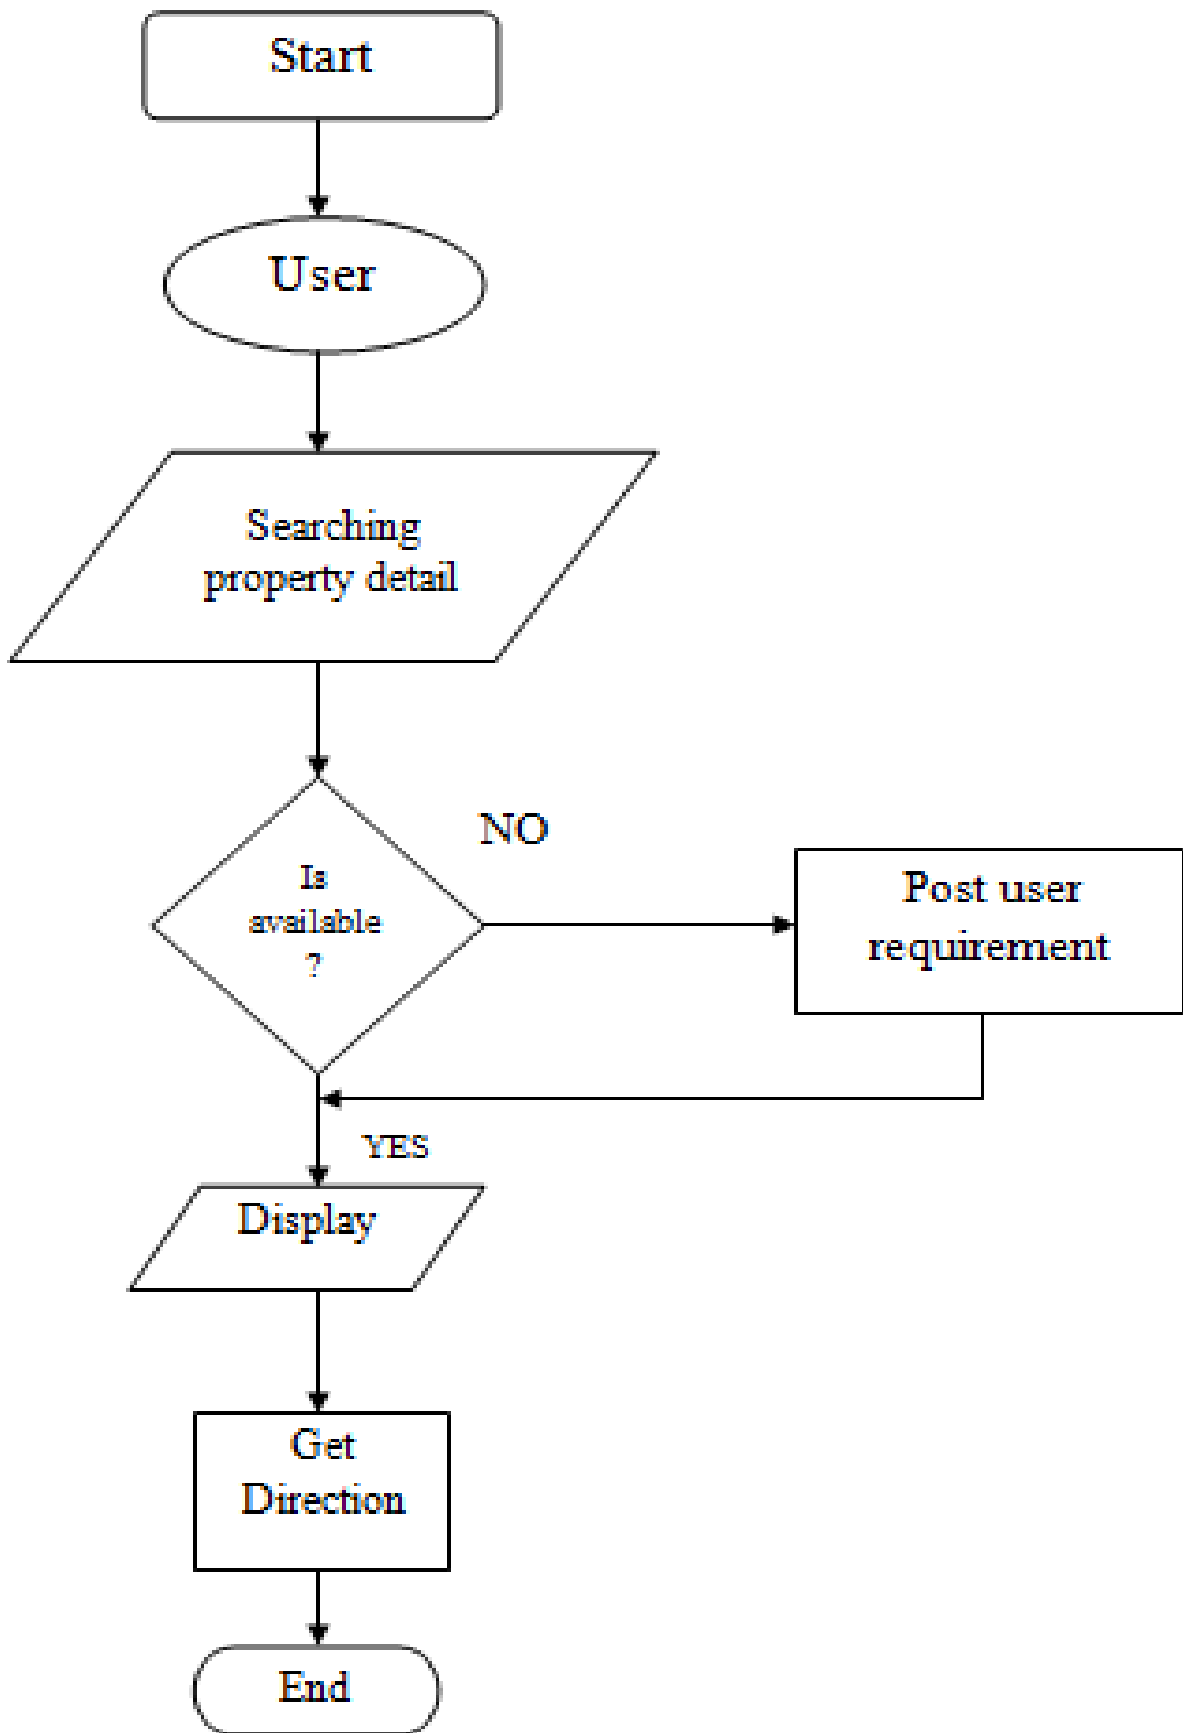 Start
User
Searching
property detail
Is
available
?
NO
Post user
requirement
YES
Display
Get
Direction
End